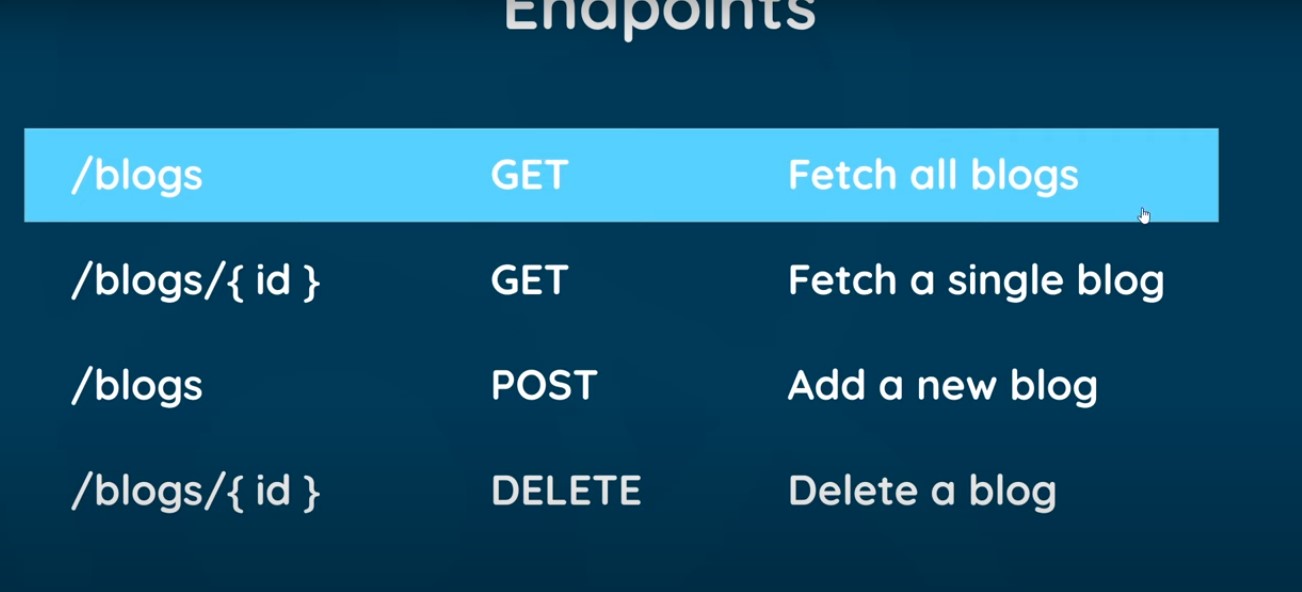 Endpoints
/blogs GET Fetch all blogs
/blogs/{ id } GET Fetch a single blog
/blogs POST Add a new blog
/blogs/{ id } DELETE Delete a blog